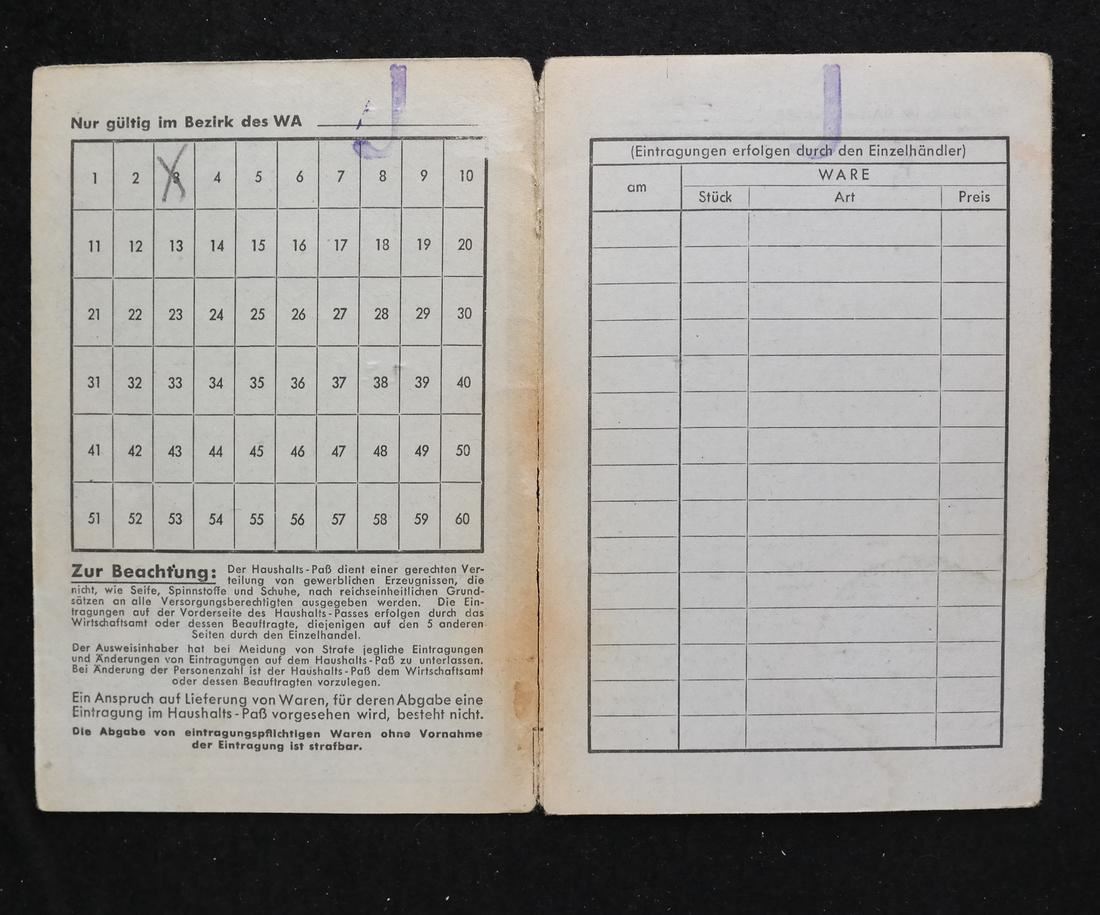 J
Nur gültig im Bezirk des WA
1 2 3 4 5 6 7 8 9 10
11 12 13 14 15 16 17 18 19 20
21 22 23 24 25 26 27 28 29 30
31 32 33 34 35 36 37 38 39 40
41 42 43 44 45 46 47 48 49 50
51 52 53 54 55 56 57 58 59 60
Zur Beachtung: Der Haushalts-Paß dient einer gerechten Ver-
teilung von gewerblichen Erzeugnissen, die
nicht, wie Seife, Spinnstoffe und Schuhe, nach reichseinheitlichen Grund-
sätzen an alle Versorgungsberechtigten ausgegeben werden. Die Ein-
tragungen auf der Vorderseite des Haushalts-Passes erfolgen durch das
Wirtschaftsamt oder dessen Beauftragte, diejenigen auf den 5 anderen
Seiten durch den Einzelhandel.
Der Ausweisinhaber hat bei Meidung von Strafe jegliche Eintragungen
und Änderungen von Eintragungen auf dem Haushalts-Paß zu unterlassen.
Bei Änderung der Personenzahl ist der Haushalts-Paß dem Wirtschaftsamt
oder dessen Beauftragten vorzulegen.
Ein Anspruch auf Lieferung von Waren, für deren Abgabe eine
Eintragung im Haushalts-Paß vorgesehen wird, besteht nicht.
Die Abgabe von eintragungspflichtigen Waren ohne Vornahme
der Eintragung ist strafbar.
J
(Eintragungen erfolgen durch den Einzelhändler)
am
WARE
Stück Art Preis